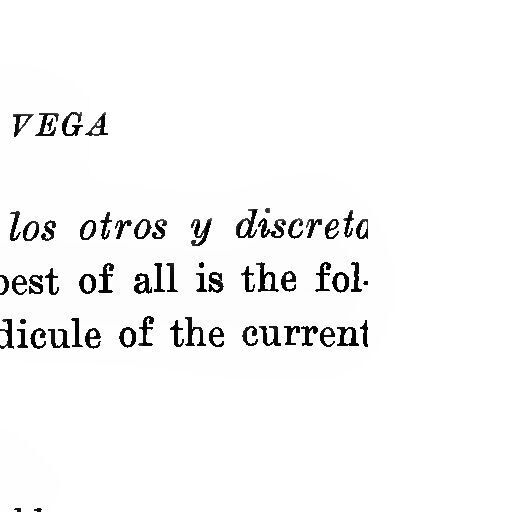 VEGA
los otros y discreta
best of all is the fol-
dicule of the current